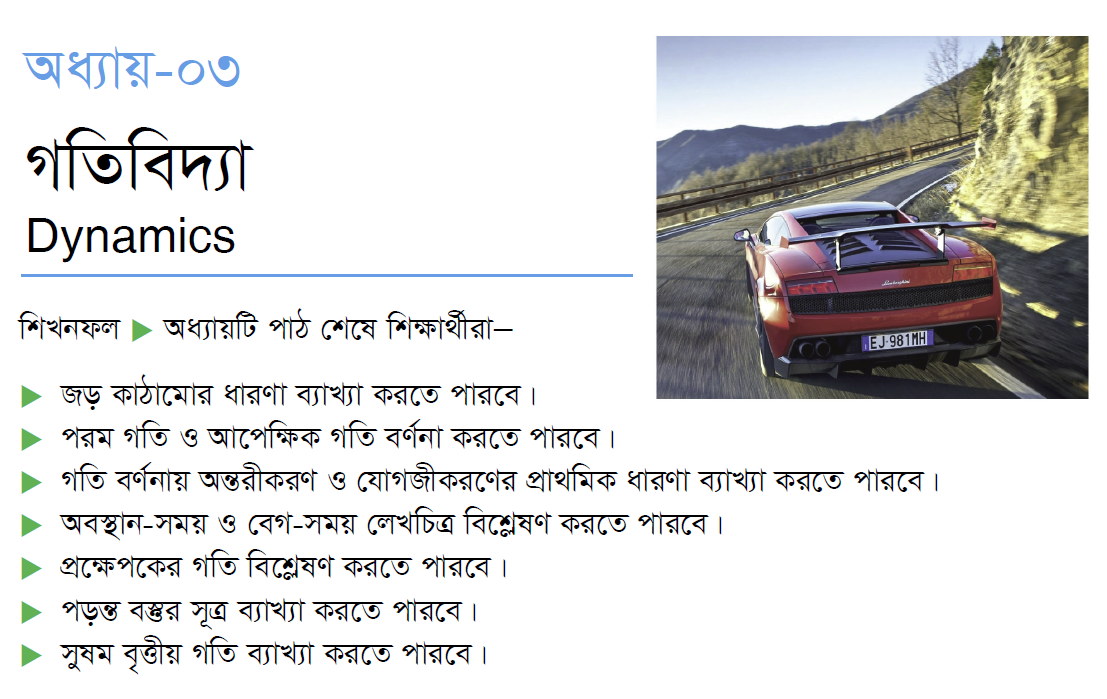 অধ্যায়-০৩
গতিবিদ্যা
Dynamics
শিখনফল ▶ অধ্যায়টি পাঠ শেষে শিক্ষার্থীরা–
▶ জড় কাঠামোর ধারণা ব্যাখ্যা করতে পারবে।
▶ পরম গতি ও আপেক্ষিক গতি বর্ণনা করতে পারবে।
▶ গতি বর্ণনায় অন্তরীকরণ ও যোগজীকরণের প্রাথমিক ধারণা ব্যাখ্যা করতে পারবে।
▶ অবস্থান-সময় ও বেগ-সময় লেখচিত্র বিশ্লেষণ করতে পারবে।
▶ প্রক্ষেপকের গতি বিশ্লেষণ করতে পারবে।
▶ পড়ন্ত বস্তুর সূত্র ব্যাখ্যা করতে পারবে।
▶ সুষম বৃত্তীয় গতি ব্যাখ্যা করতে পারবে।
Lamborghini
EJ·981MH